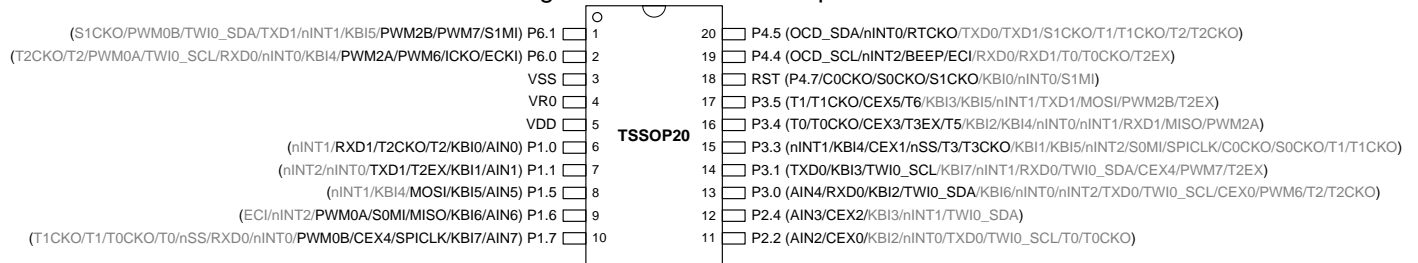 (S1CKO/PWM0B/TWI0_SDA/TXD1/nINT1/KBI5/PWM2B/PWM7/S1MI) P6.1 1
20 P4.5 (OCD_SDA/nINT0/RTCKO/TXD0/TXD1/S1CKO/T1/T1CKO/T2/T2CKO)
(T2CKO/T2/PWM0A/TWI0_SCL/RXD0/nINT0/KBI4/PWM2A/PWM6/ICKO/ECKI) P6.0 2
19 P4.4 (OCD_SCL/nINT2/BEEP/ECI/RXD0/RXD1/T0/T0CKO/T2EX)
VSS 3
18 RST (P4.7/C0CKO/S0CKO/S1CKO/KBI0/nINT0/S1MI)
VR0 4
17 P3.5 (T1/T1CKO/CEX5/T6/KBI3/KBI5/nINT1/TXD1/MOSI/PWM2B/T2EX)
VDD 5
TSSOP20
16 P3.4 (T0/T0CKO/CEX3/T3EX/T5/KBI2/KBI4/nINT0/nINT1/RXD1/MISO/PWM2A)
(nINT1/RXD1/T2CKO/T2/KBI0/AIN0) P1.0 6
15 P3.3 (nINT1/KBI4/CEX1/nSS/T3/T3CKO/KBI1/KBI5/nINT2/S0MI/SPICLK/C0CKO/S0CKO/T1/T1CKO)
(nINT2/nINT0/TXD1/T2EX/KBI1/AIN1) P1.1 7
14 P3.1 (TXD0/KBI3/TWI0_SCL/KBI7/nINT1/RXD0/TWI0_SDA/CEX4/PWM7/T2EX)
(nINT1/KBI4/MOSI/KBI5/AIN5) P1.5 8
13 P3.0 (AIN4/RXD0/KBI2/TWI0_SDA/KBI6/nINT0/nINT2/TXD0/TWI0_SCL/CEX0/PWM6/T2/T2CKO)
(ECI/nINT2/PWM0A/S0MI/MISO/KBI6/AIN6) P1.6 9
12 P2.4 (AIN3/CEX2/KBI3/nINT1/TWI0_SDA)
(T1CKO/T1/T0CKO/T0/nSS/RXD0/nINT0/PWM0B/CEX4/SPICLK/KBI7/AIN7) P1.7 10
11 P2.2 (AIN2/CEX0/KBI2/nINT0/TXD0/TWI0_SCL/T0/T0CKO)